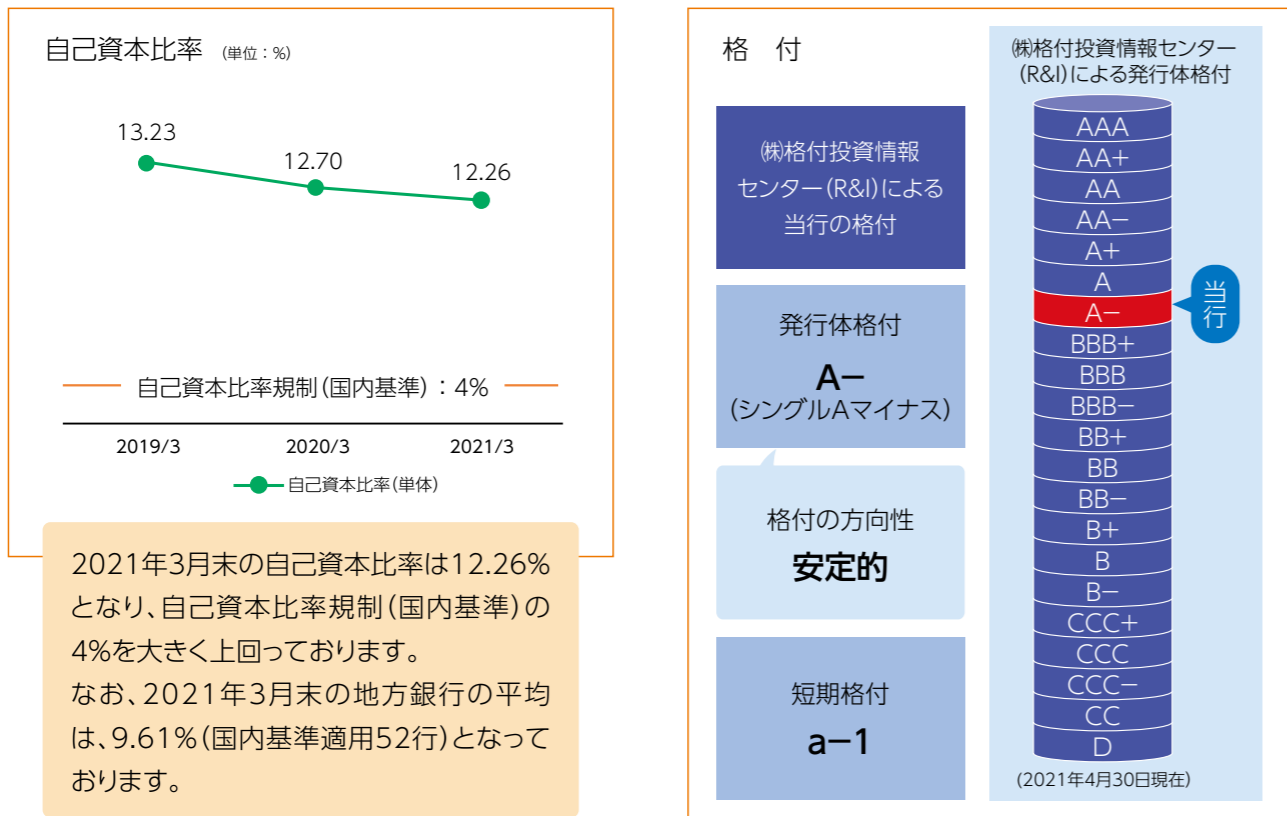 自己資本比率 (単位：%)
13.23
12.70
12.26
自己資本比率規制(国内基準)：4%
2019/3 2020/3 2021/3
自己資本比率(単体)
2021年3月末の自己資本比率は12.26%
となり、自己資本比率規制(国内基準)の
4%を大きく上回っております。
なお、2021年3月末の地方銀行の平均
は、9.61%(国内基準適用52行)となって
おります。
格 付
㈱格付投資情報
センター(R&I)による
当行の格付
発行体格付
A−
(シングルAマイナス)
格付の方向性
安定的
短期格付
a−1
㈱格付投資情報センター
(R&I)による発行体格付
AAA
AA+
AA
AA−
A+
A
A−
当行
BBB+
BBB
BBB−
BB+
BB
BB−
B+
B
B−
CCC+
CCC
CCC−
CC
D
(2021年4月30日現在)